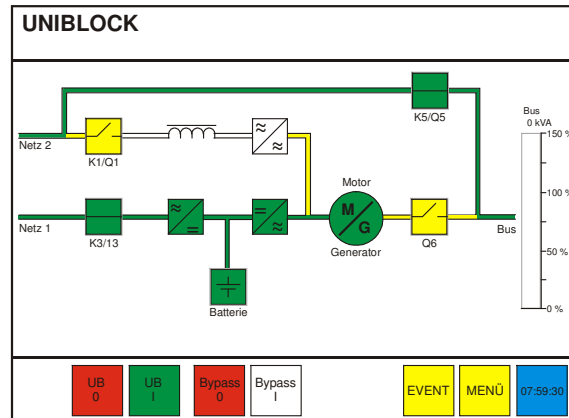 UNIBLOCK
Bus
0 kVA
K5/Q5
150 %
Netz 2
K1/Q1
Motor
100 %
M
G
Netz 1
K3/13
Generator
Q6
Bus
50 %
Batterie
0 %
UB
0
UB
I
Bypass
0
Bypass
I
EVENT
MENÜ
07:59:30